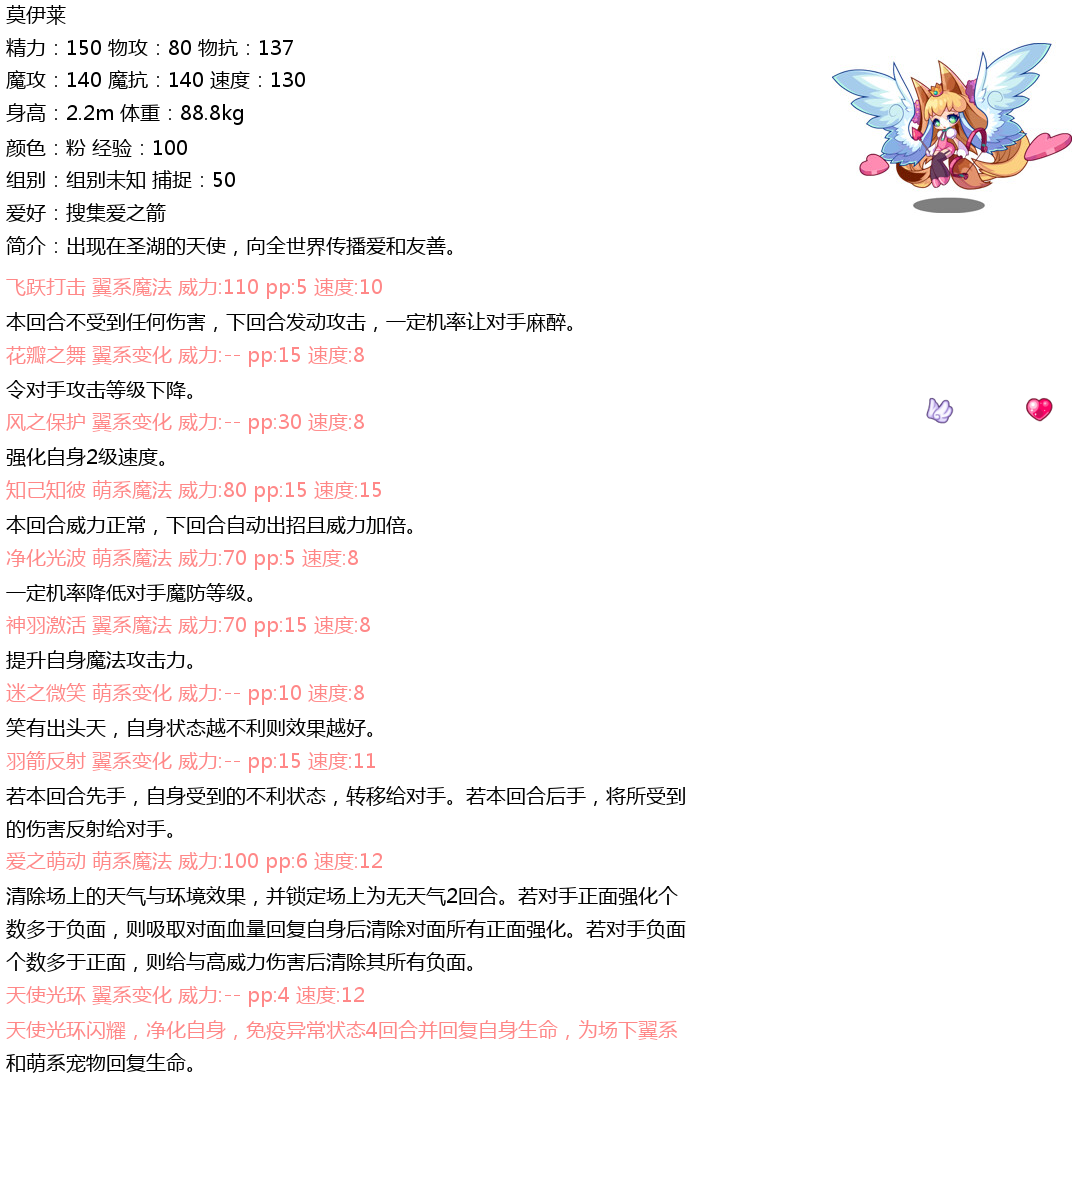 莫伊莱
精力：150 物攻：80 物抗：137
魔攻：140 魔抗：140 速度：130
身高：2.2m 体重：88.8kg
颜色：粉 经验：100
组别：组别未知 捕捉：50
爱好：搜集爱之箭
简介：出现在圣湖的天使，向全世界传播爱和友善。
飞跃打击 翼系魔法 威力:110 pp:5 速度:10
本回合不受到任何伤害，下回合发动攻击，一定机率让对手麻醉。
花瓣之舞 翼系变化 威力:-- pp:15 速度:8
令对手攻击等级下降。
风之保护 翼系变化 威力:-- pp:30 速度:8
强化自身2级速度。
知己知彼 萌系魔法 威力:80 pp:15 速度:15
本回合威力正常，下回合自动出招且威力加倍。
净化光波 萌系魔法 威力:70 pp:5 速度:8
一定机率降低对手魔防等级。
神羽激活 翼系魔法 威力:70 pp:15 速度:8
提升自身魔法攻击力。
迷之微笑 萌系变化 威力:-- pp:10 速度:8
笑有出头天，自身状态越不利则效果越好。
羽箭反射 翼系变化 威力:-- pp:15 速度:11
若本回合先手，自身受到的不利状态，转移给对手。若本回合后手，将所受到
的伤害反射给对手。
爱之萌动 萌系魔法 威力:100 pp:6 速度:12
清除场上的天气与环境效果，并锁定场上为无天气2回合。若对手正面强化个
数多于负面，则吸取对面血量回复自身后清除对面所有正面强化。若对手负面
个数多于正面，则给与高威力伤害后清除其所有负面。
天使光环 翼系变化 威力:-- pp:4 速度:12
天使光环闪耀，净化自身，免疫异常状态4回合并回复自身生命，为场下翼系
和萌系宠物回复生命。